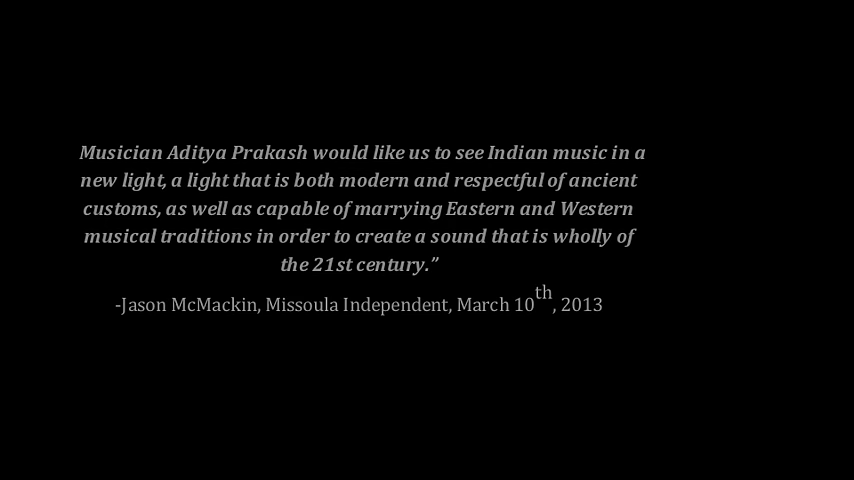 Musician Aditya Prakash would like us to see Indian music in a
new light, a light that is both modern and respectful of ancient
customs, as well as capable of marrying Eastern and Western
musical traditions in order to create a sound that is wholly of
the 21st century.”
-Jason McMackin, Missoula Independent, March 10th, 2013